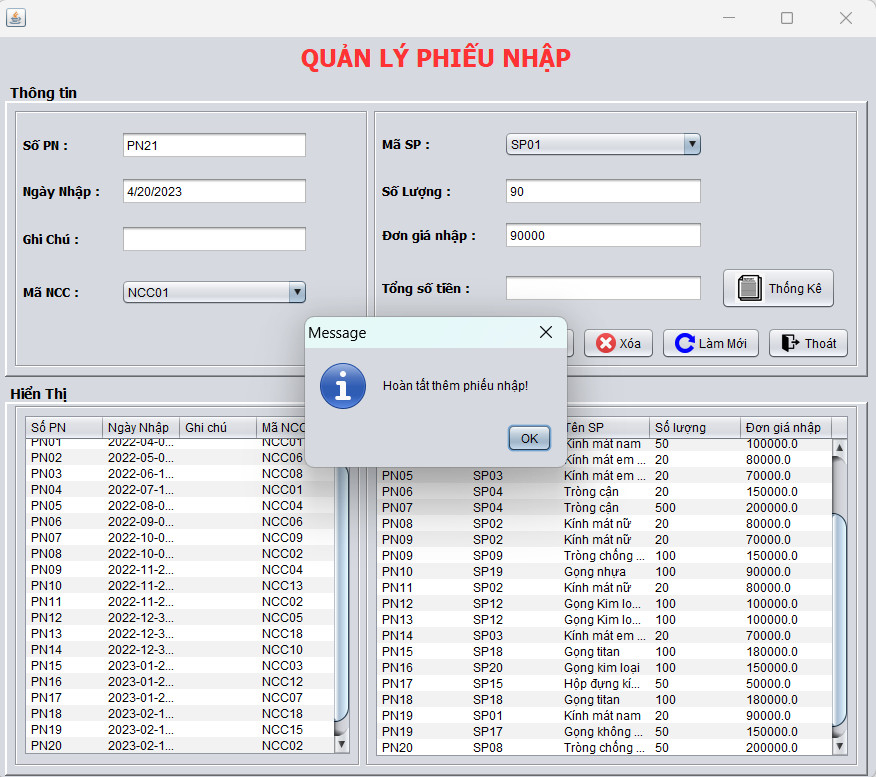 QUẢN LÝ PHIẾU NHẬP
Thông tin
Số PN : PN21
Ngày Nhập : 4/20/2023
Ghi Chú :
Mã NCC : NCC01
Mã SP : SP01
Số Lượng : 90
Đơn giá nhập : 90000
Tổng số tiền :
Thống Kê
Xóa Làm Mới Thoát
Message
Hoàn tất thêm phiếu nhập!
OK
Hiển Thị
Số PN Ngày Nhập Ghi chú Mã NCC
PN01 2022-04-0... NCC01
PN02 2022-05-0... NCC06
PN03 2022-06-1... NCC08
PN04 2022-07-1... NCC01
PN05 2022-08-0... NCC04
PN06 2022-09-0... NCC06
PN07 2022-10-0... NCC09
PN08 2022-10-0... NCC02
PN09 2022-11-2... NCC04
PN10 2022-11-2... NCC13
PN11 2022-11-2... NCC02
PN12 2022-12-3... NCC05
PN13 2022-12-3... NCC18
PN14 2022-12-3... NCC10
PN15 2023-01-2... NCC03
PN16 2023-01-2... NCC12
PN17 2023-01-2... NCC07
PN18 2023-02-1... NCC18
PN19 2023-02-1... NCC15
PN20 2023-02-1... NCC02
Tên SP Số lượng Đơn giá nhập
Kính mát nam 50 100000.0
Kính mát em ... 20 80000.0
PN05 SP03 Kính mát em ... 20 70000.0
PN06 SP04 Tròng cận 20 150000.0
PN07 SP04 Tròng cận 500 200000.0
PN08 SP02 Kính mát nữ 20 80000.0
PN09 SP02 Kính mát nữ 20 70000.0
PN09 SP09 Tròng chống ... 100 150000.0
PN10 SP19 Gọng nhựa 100 90000.0
PN11 SP02 Kính mát nữ 20 80000.0
PN12 SP12 Gọng Kim lo... 100 100000.0
PN13 SP12 Gọng Kim lo... 100 100000.0
PN14 SP03 Kính mát em ... 20 70000.0
PN15 SP18 Gọng titan 100 180000.0
PN16 SP20 Gọng kim loại 100 150000.0
PN17 SP15 Hộp đựng kí... 50 50000.0
PN18 SP18 Gọng titan 100 180000.0
PN19 SP01 Kính mát nam 20 90000.0
PN19 SP17 Gọng không ... 50 150000.0
PN20 SP08 Tròng chống ... 50 200000.0